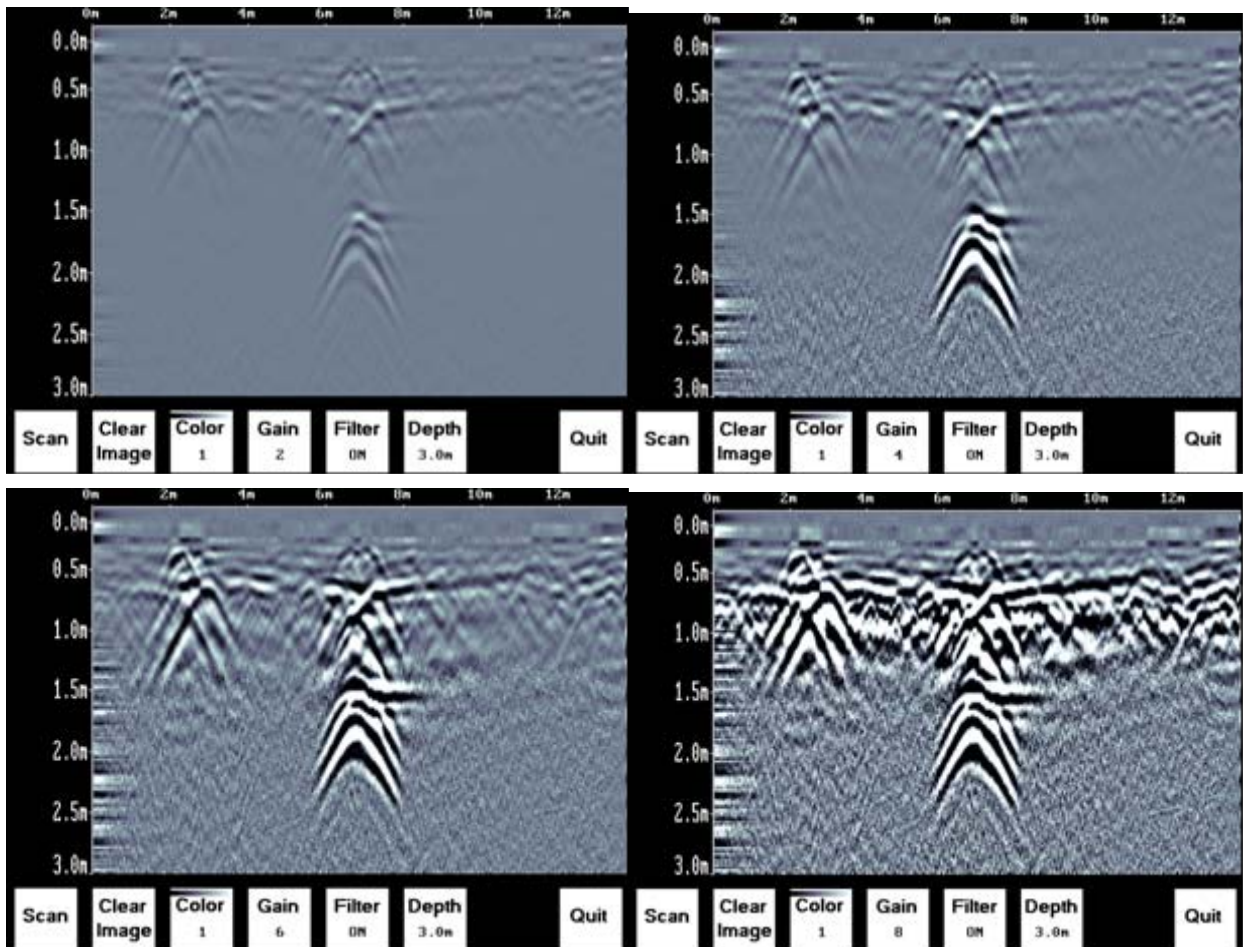 0m 2m 4m 6m 8m 10m 12m
0.0m
0.5m
1.0m
1.5m
2.0m
2.5m
3.0m
Scan
Clear
Image
Color
1
Gain
2
Filter
ON
Depth
3.0m
Quit
0m 2m 4m 6m 8m 10m 12m
0.0m
0.5m
1.0m
1.5m
2.0m
2.5m
3.0m
Scan
Clear
Image
Color
1
Gain
4
Filter
ON
Depth
3.0m
Quit
0m 2m 4m 6m 8m 10m 12m
0.0m
0.5m
1.0m
1.5m
2.0m
2.5m
3.0m
Scan
Clear
Image
Color
1
Gain
6
Filter
ON
Depth
3.0m
Quit
0m 2m 4m 6m 8m 10m 12m
0.0m
0.5m
1.0m
1.5m
2.0m
2.5m
3.0m
Scan
Clear
Image
Color
1
Gain
8
Filter
ON
Depth
3.0m
Quit